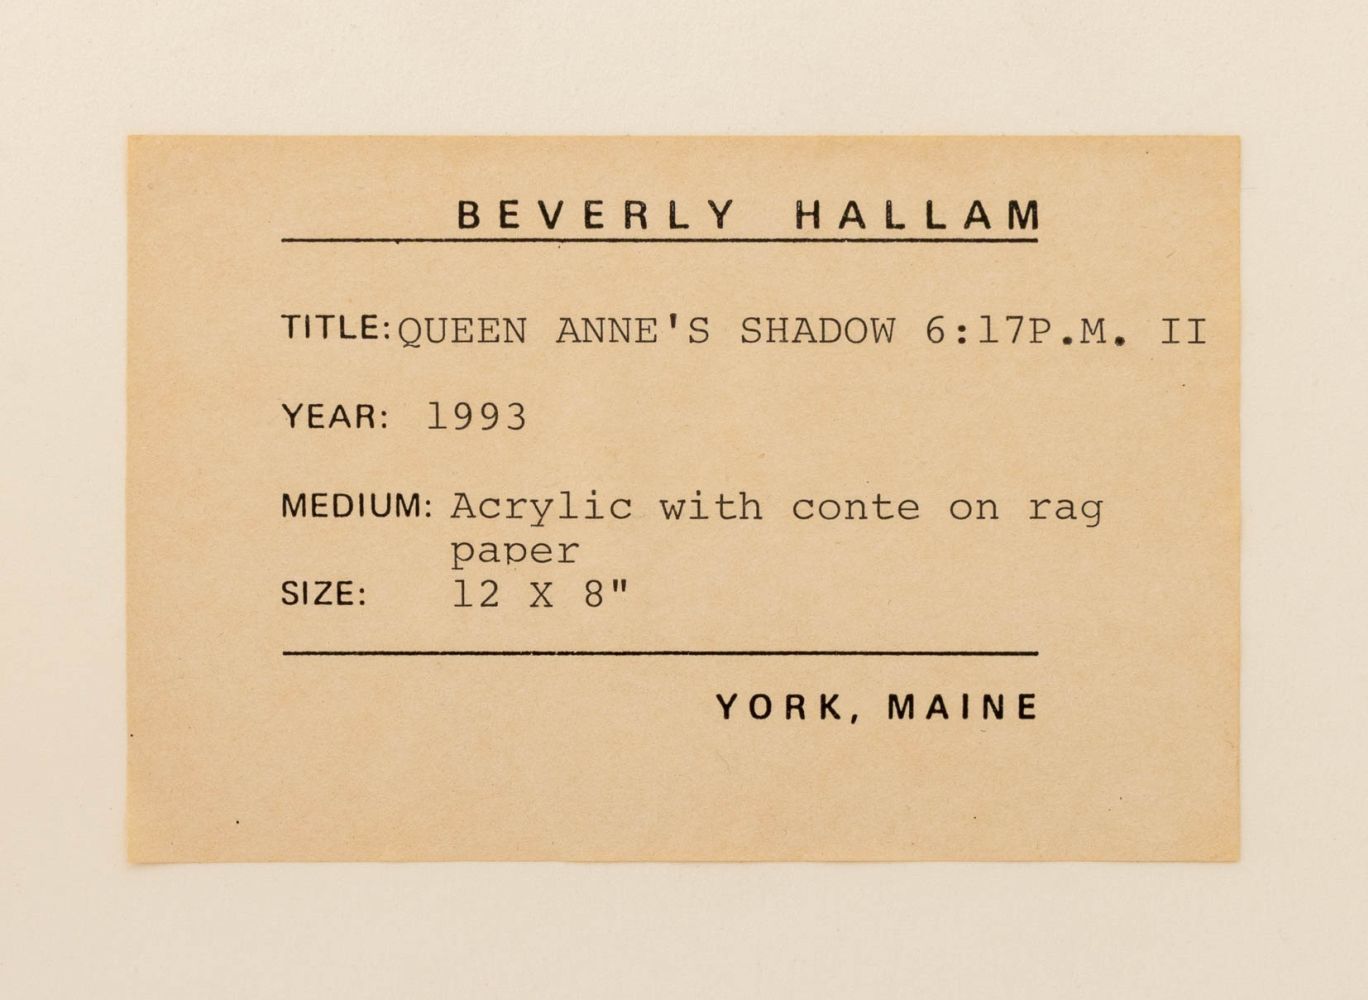 BEVERLY HALLAM
TITLE: QUEEN ANNE'S SHADOW 6:17P.M. II
YEAR: 1993
MEDIUM: Acrylic with conte on rag
paper
SIZE: 12 X 8"
YORK, MAINE